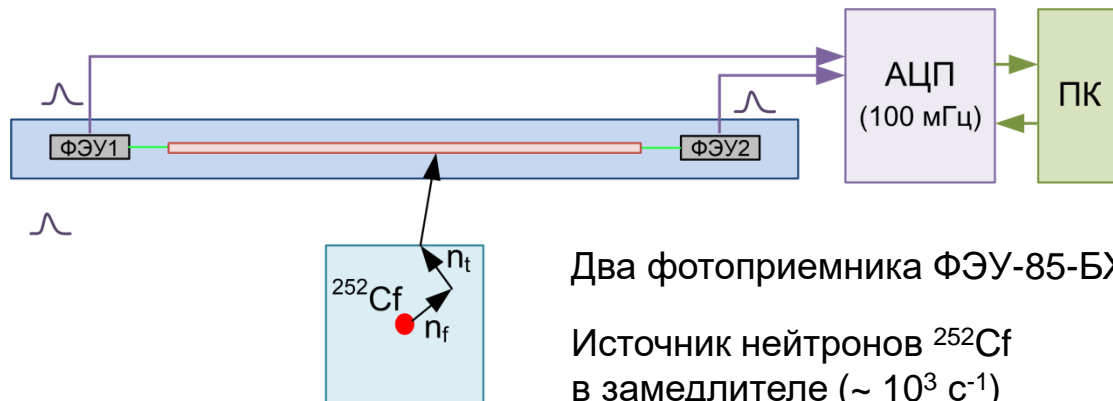 АЦП
(100 мГц)
ПК
ФЭУ1
ФЭУ2
nt
252Cf
nf
Два фотоприемника ФЭУ-85-БХ
Источник нейтронов 252Cf
в замедлителе (~ 10³ с-1)